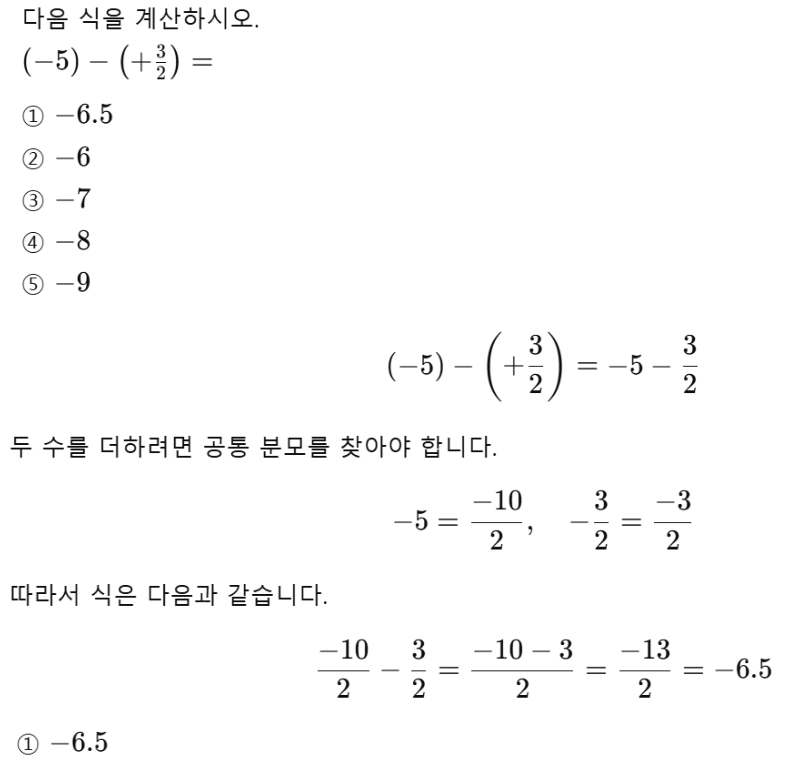 다음 식을 계산하시오.
(−5) − (+3/2) =
① −6.5
② −6
③ −7
④ −8
⑤ −9
(−5) − (+3/2) = −5 − 3/2
두 수를 더하려면 공통 분모를 찾아야 합니다.
−5 = −10/2, −3/2 = −3/2
따라서 식은 다음과 같습니다.
−10/2 − 3/2 = −10 − 3/2 = −13/2 = −6.5
① −6.5